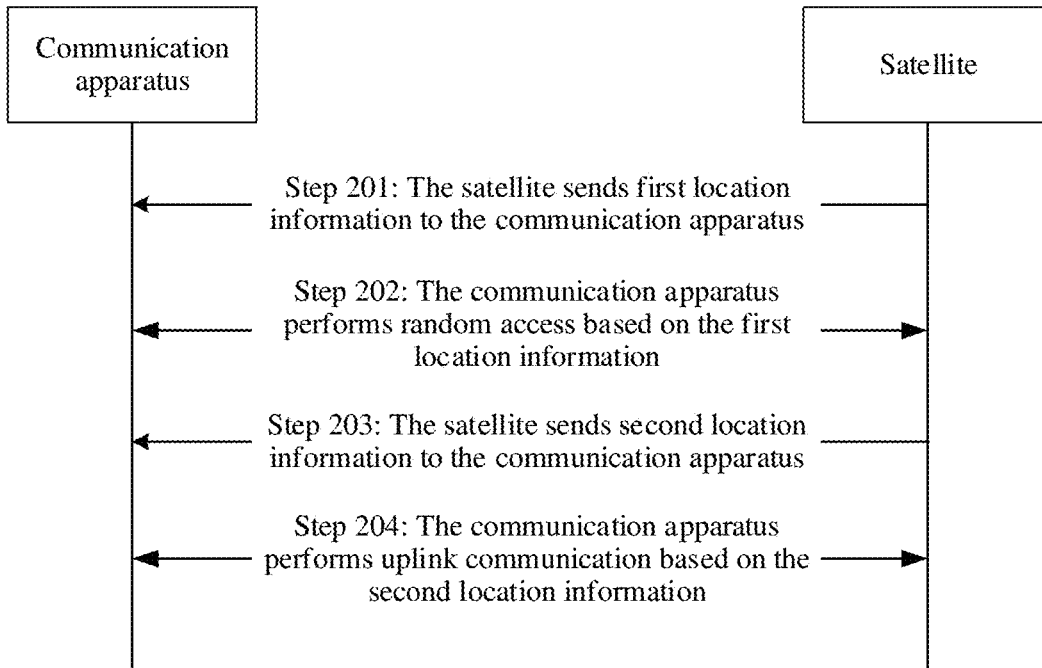 Communication
apparatus
Satellite
Step 201: The satellite sends first location
information to the communication apparatus
Step 202: The communication apparatus
performs random access based on the first
location information
Step 203: The satellite sends second location
information to the communication apparatus
Step 204: The communication apparatus
performs uplink communication based on the
second location information